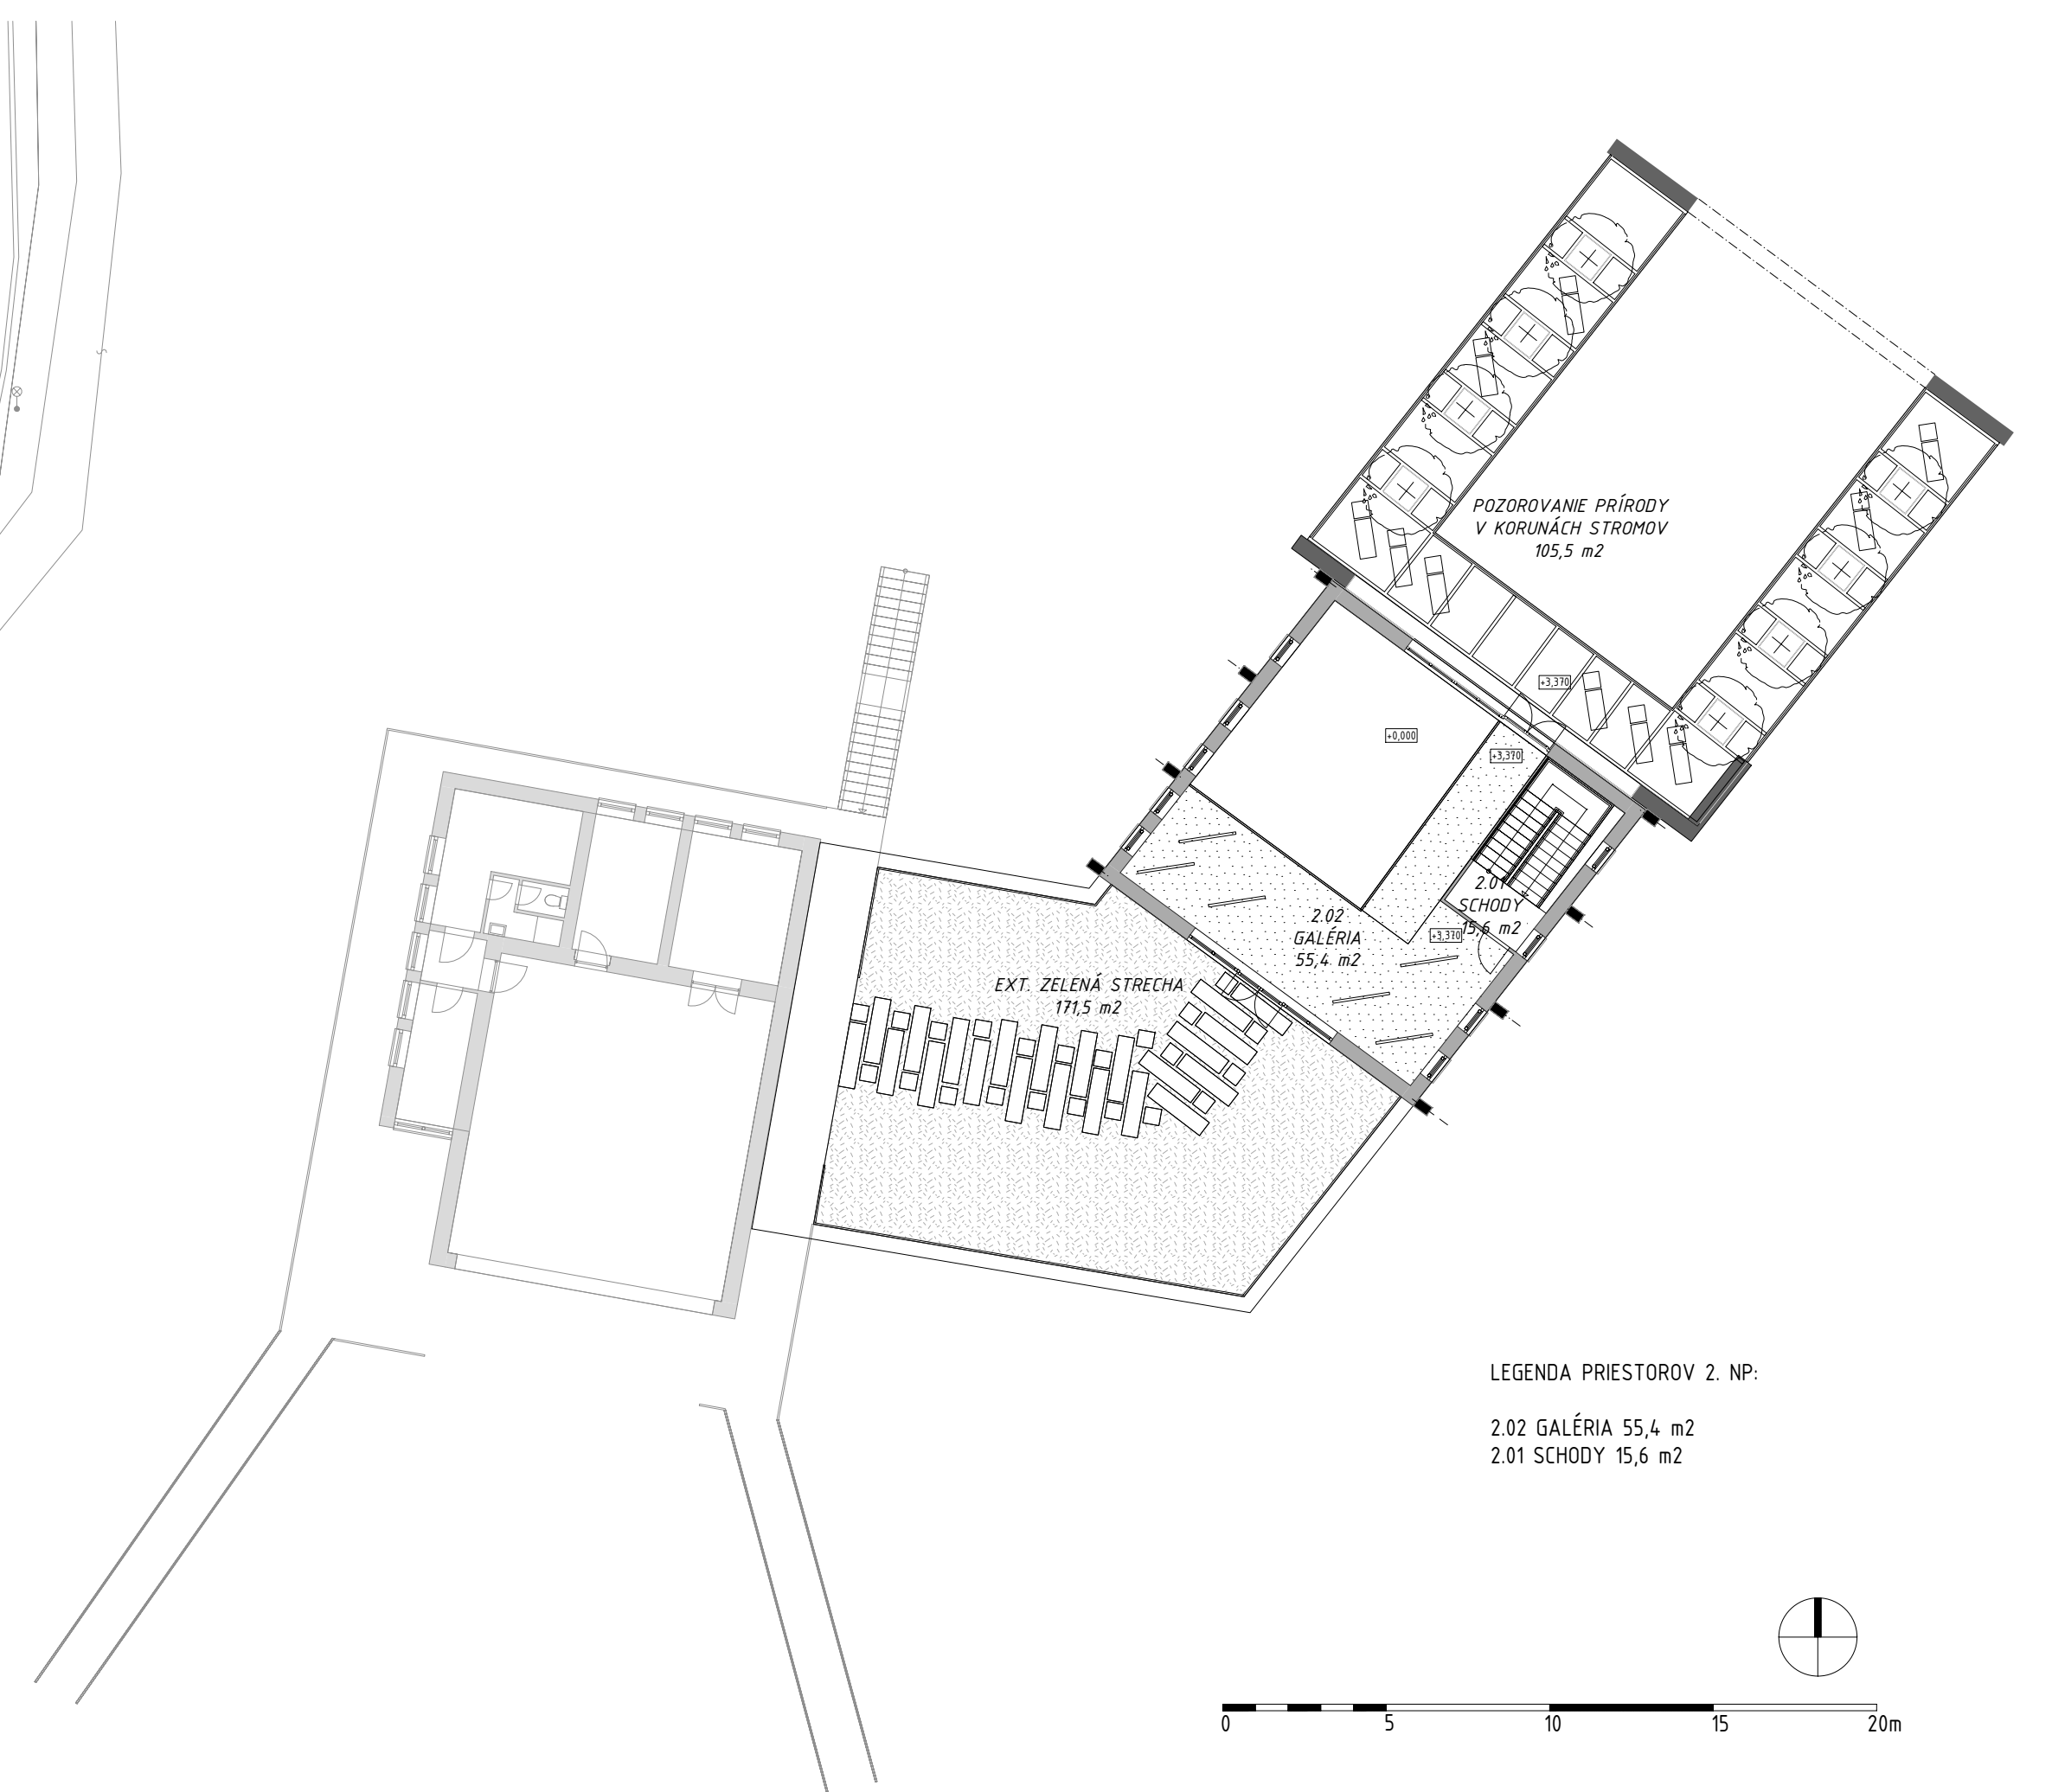 POZOROVANIE PRÍRODY
V KORUNÁCH STROMOV
105,5 m2
+3,370
+0,000
+3,370
2.01
SCHODY
15,6 m2
2.02
GALÉRIA
55,4 m2
+3,370
EXT. ZELENÁ STRECHA
171,5 m2
S
LEGENDA PRIESTOROV 2. NP:
2.02 GALÉRIA 55,4 m2
2.01 SCHODY 15,6 m2
0 5 10 15 20m